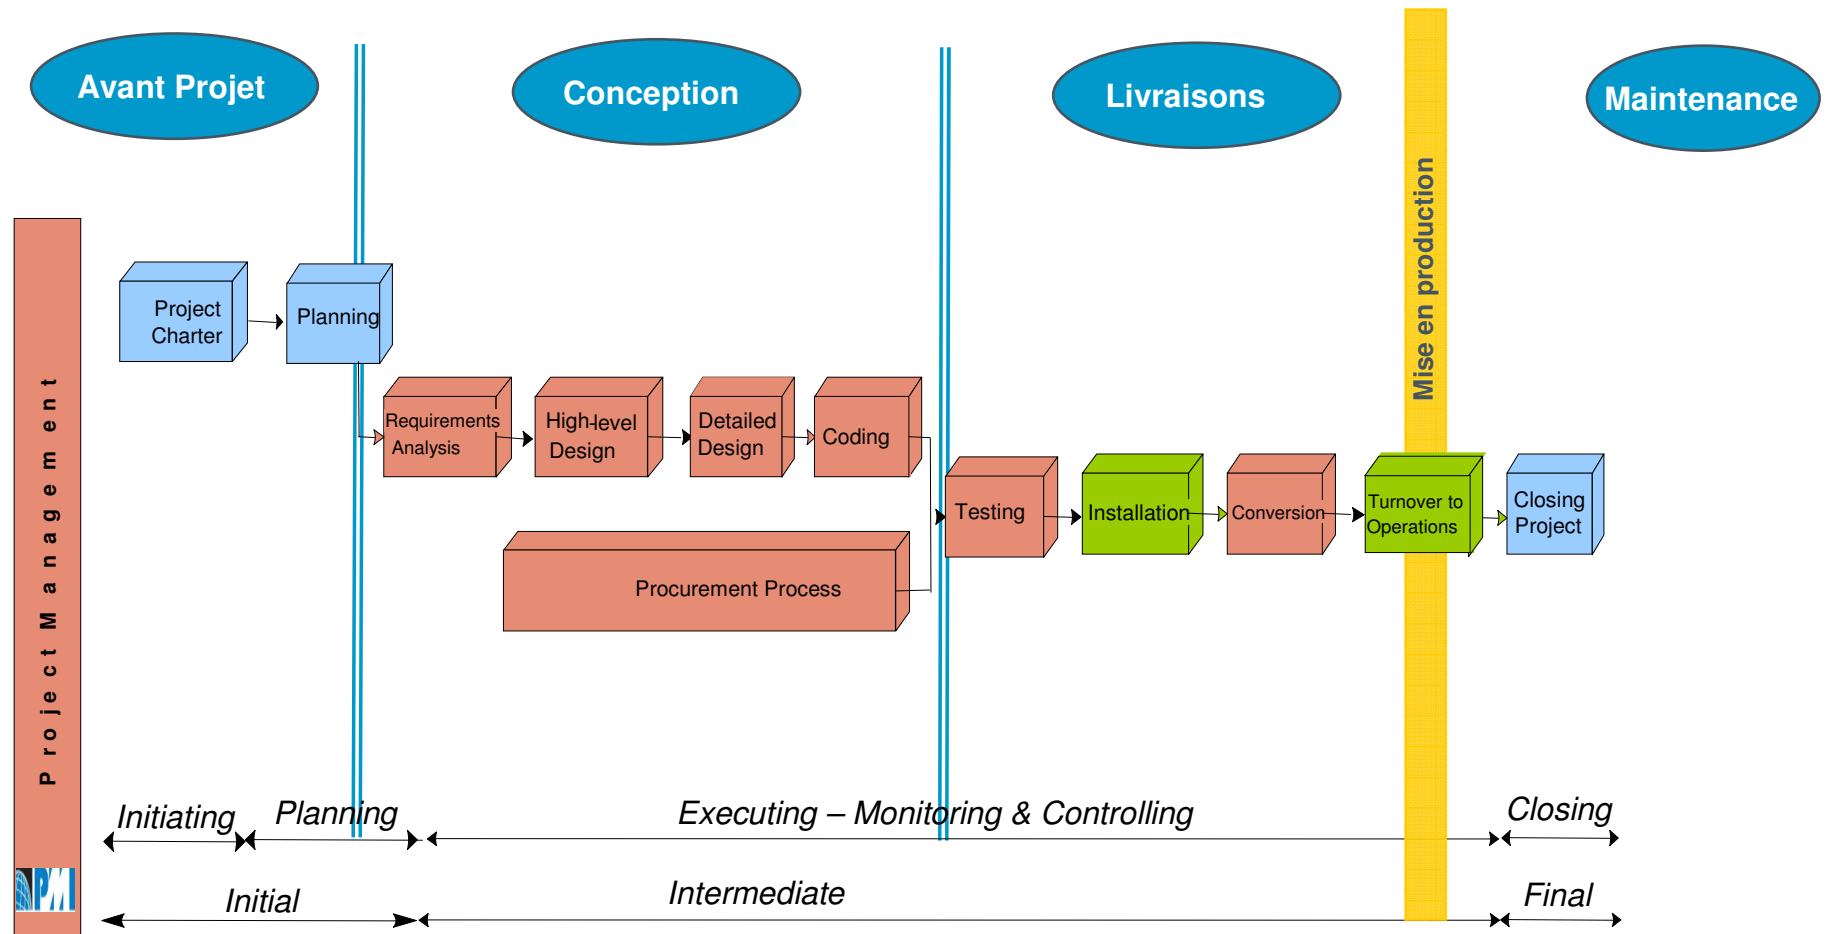 Avant Projet
Conception
Livraisons
Maintenance
Mise en production
Project Management
Project
Charter
Planning
Requirements
Analysis
High-level
Design
Detailed
Design
Coding
Procurement Process
Testing
Installation
Conversion
Turnover to
Operations
Closing
Project
Initiating
Planning
Executing – Monitoring & Controlling
Closing
PMI
Initial
Intermediate
Final